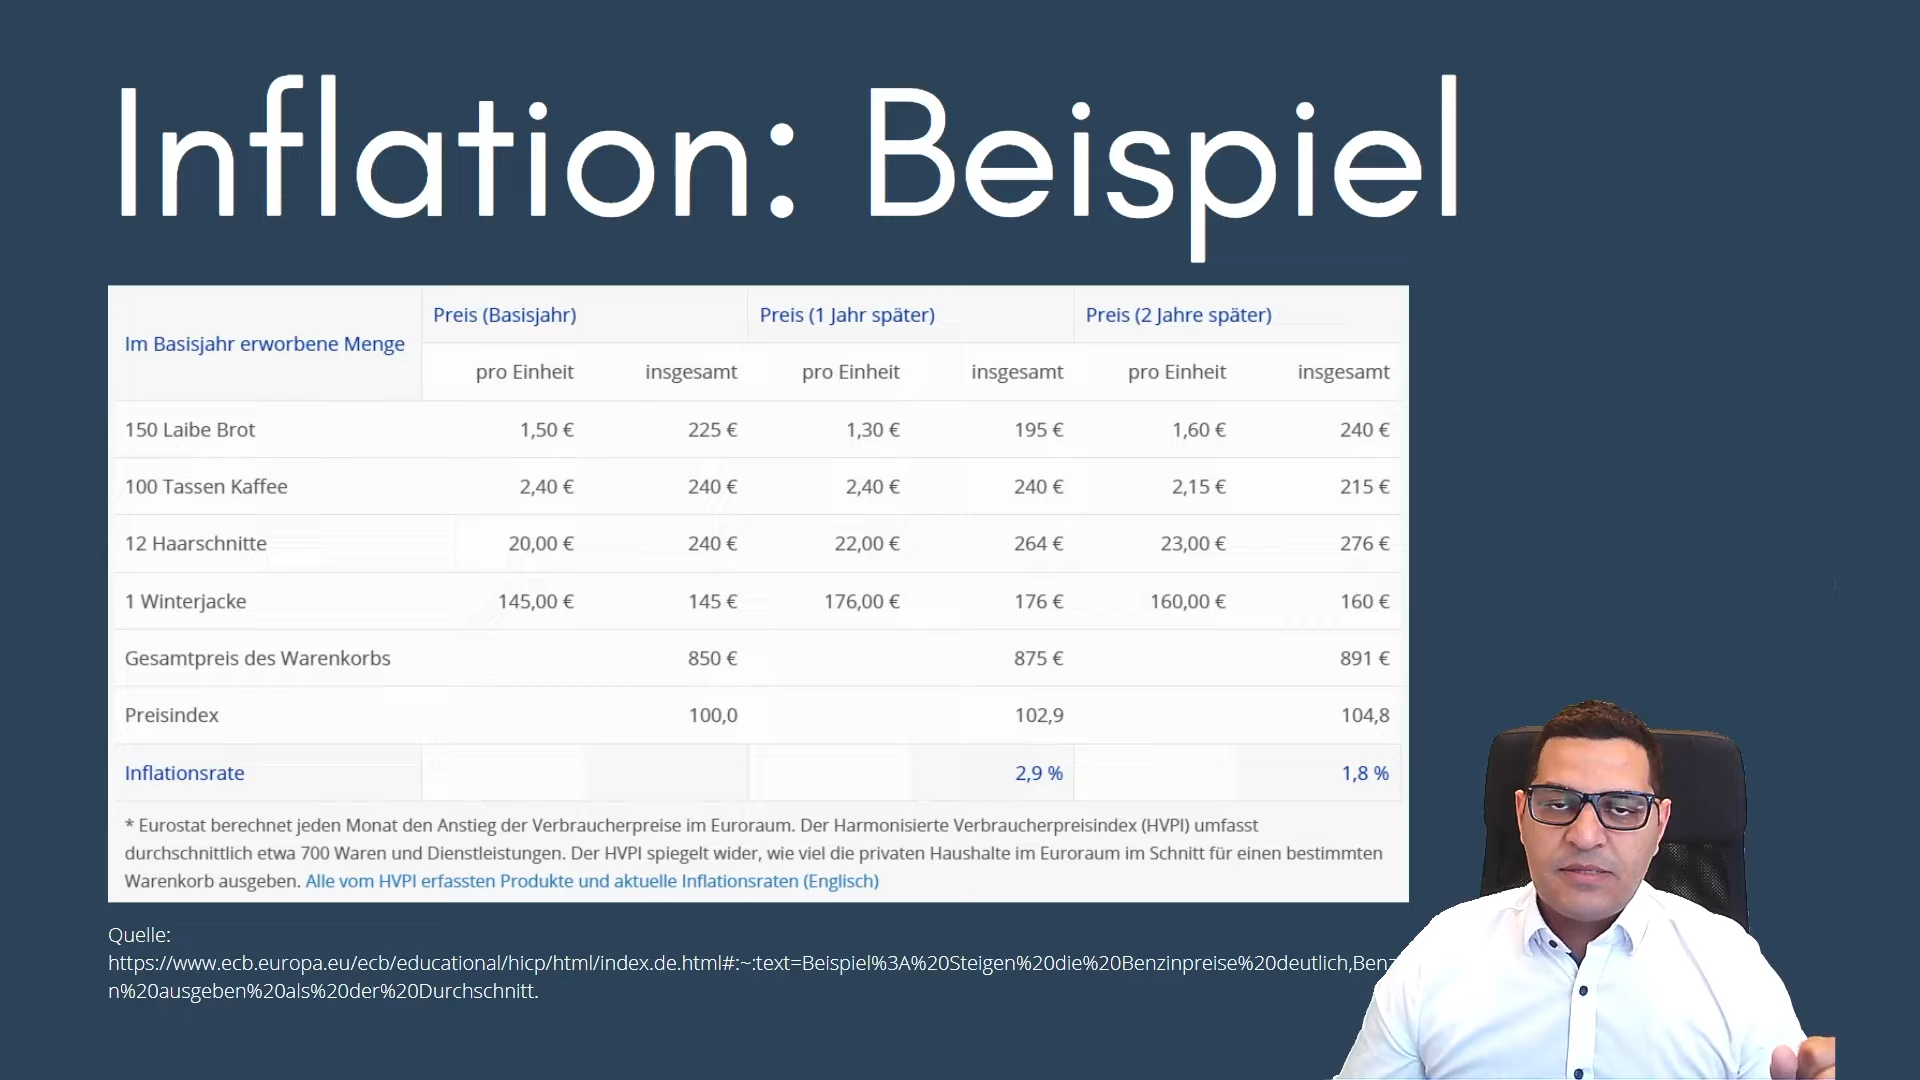 Inflation: Beispiel
Im Basisjahr erworbene Menge
Preis (Basisjahr) Preis (1 Jahr später) Preis (2 Jahre später)
pro Einheit insgesamt pro Einheit insgesamt pro Einheit insgesamt
150 Laibe Brot 1,50 € 225 € 1,30 € 195 € 1,60 € 240 €
100 Tassen Kaffee 2,40 € 240 € 2,40 € 240 € 2,15 € 215 €
12 Haarschnitte 20,00 € 240 € 22,00 € 264 € 23,00 € 276 €
1 Winterjacke 145,00 € 145 € 176,00 € 176 € 160,00 € 160 €
Gesamtpreis des Warenkorbs 850 € 875 € 891 €
Preisindex 100,0 102,9 104,8
Inflationsrate 2,9 % 1,8 %
* Eurostat berechnet jeden Monat den Anstieg der Verbraucherpreise im Euroraum. Der Harmonisierte Verbraucherpreisindex (HVPI) umfasst
durchschnittlich etwa 700 Waren und Dienstleistungen. Der HVPI spiegelt wider, wie viel die privaten Haushalte im Euroraum im Schnitt für einen bestimmten
Warenkorb ausgeben. Alle vom HVPI erfassten Produkte und aktuelle Inflationsraten (Englisch)
Quelle:
https://www.ecb.europa.eu/ecb/educational/hicp/html/index.de.html#:~:text=Beispiel%3A%20Steigen%20die%20Benzinpreise%20deutlich,Benz
n%20ausgeben%20als%20der%20Durchschnitt.